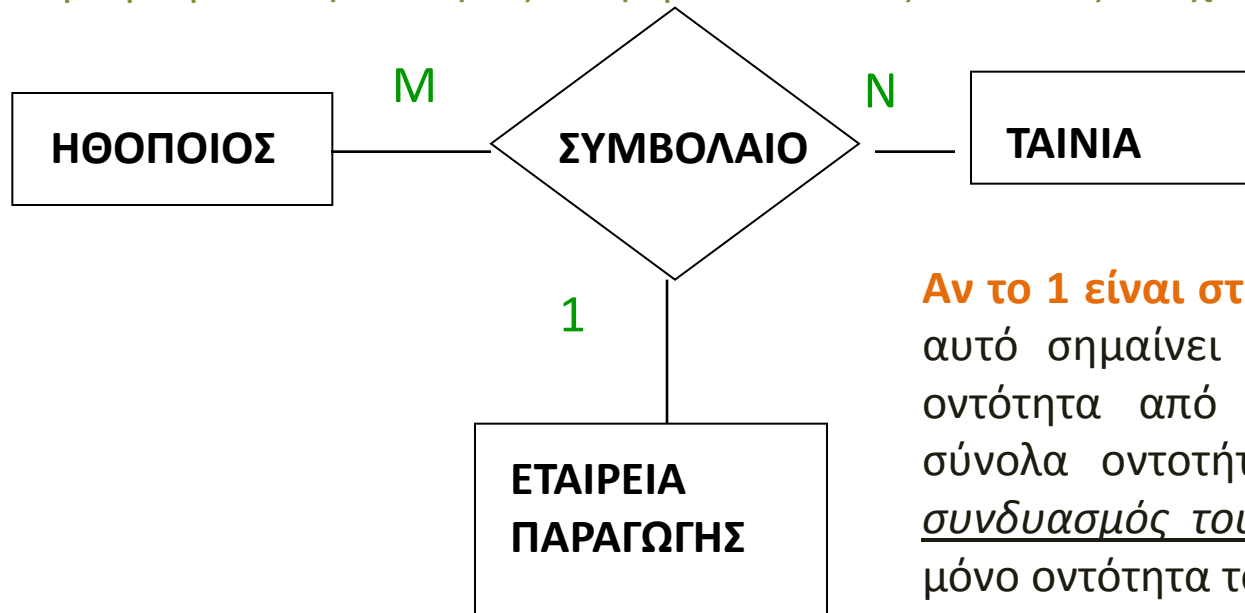 M
N
ΗΘΟΠΟΙΟΣ
ΣΥΜΒΟΛΑΙΟ
ΤΑΙΝΙΑ
1
Αν το 1 είναι στ
αυτό σημαίνει
οντότητα από
σύνολα οντοτήτ
συνδυασμός του
μόνο οντότητα τ
ΕΤΑΙΡΕΙΑ
ΠΑΡΑΓΩΓΗΣ